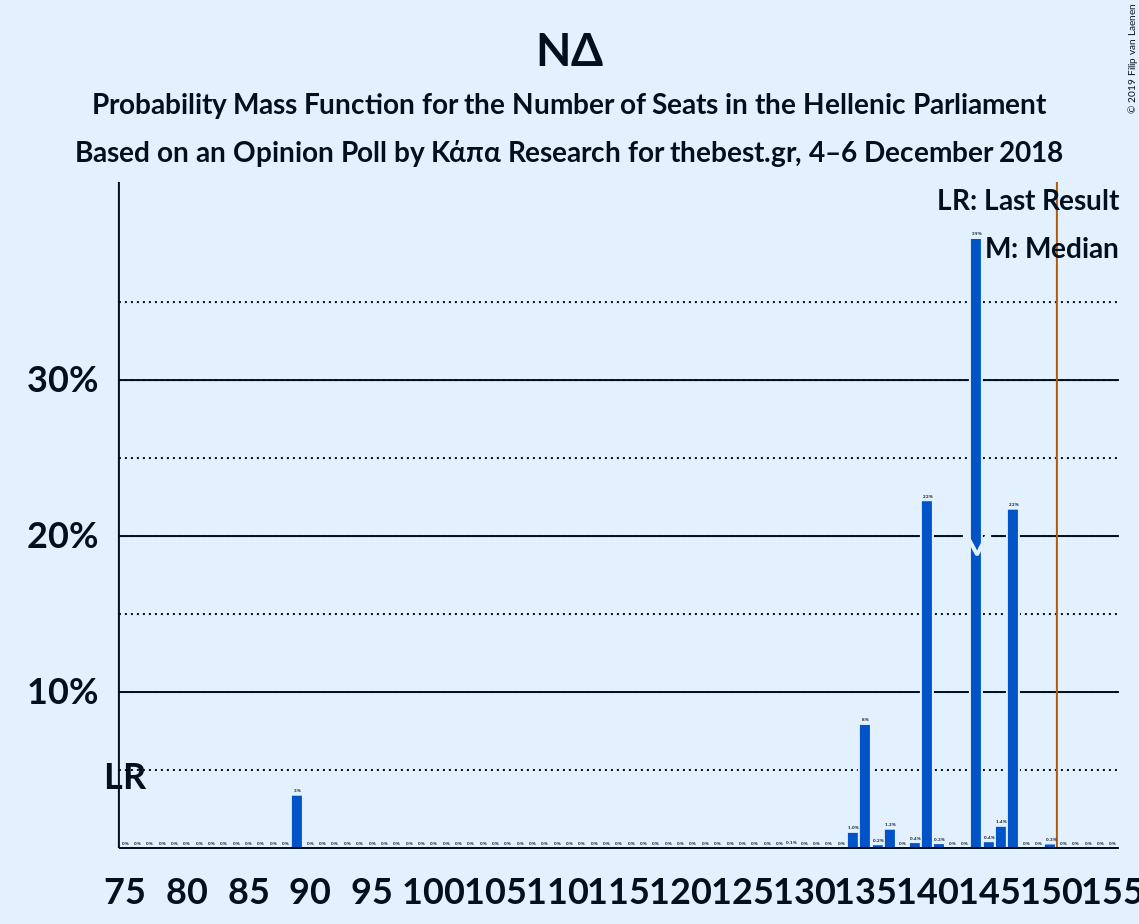 ΝΔ
Probability Mass Function for the Number of Seats in the Hellenic Parliament
Based on an Opinion Poll by Κάπα Research for thebest.gr, 4–6 December 2018
© 2019 Filip van Laenen
LR: Last Result
M: Median
30%
20%
10%
LR
39%
22%
22%
8%
3%
1.0%
0.2%
1.2%
0.4%
0.3%
0.4%
1.4%
0.1%
75 80 85 90 95 100 105 110 115 120 125 130 135 140 145 150 155